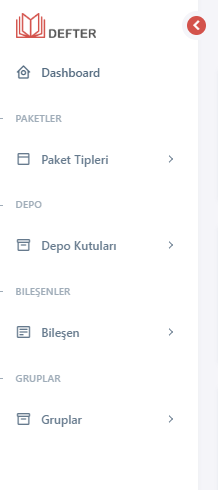 DEFTER
Dashboard
PAKETLER
Paket Tipleri
DEPO
Depo Kutuları
BILEŞENLER
Bileşen
GRUPLAR
Gruplar